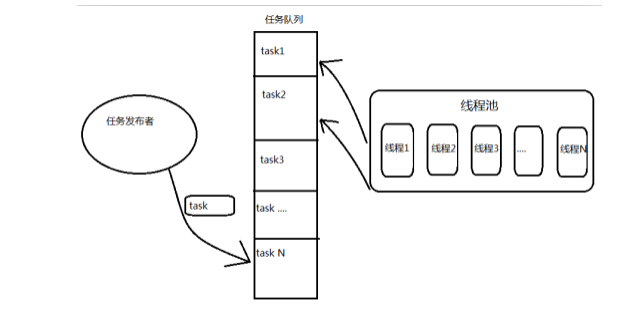 任务队列
task1
task2
task3
task ....
task N
任务发布者
task
线程池
线程1
线程2
线程3
....
线程N